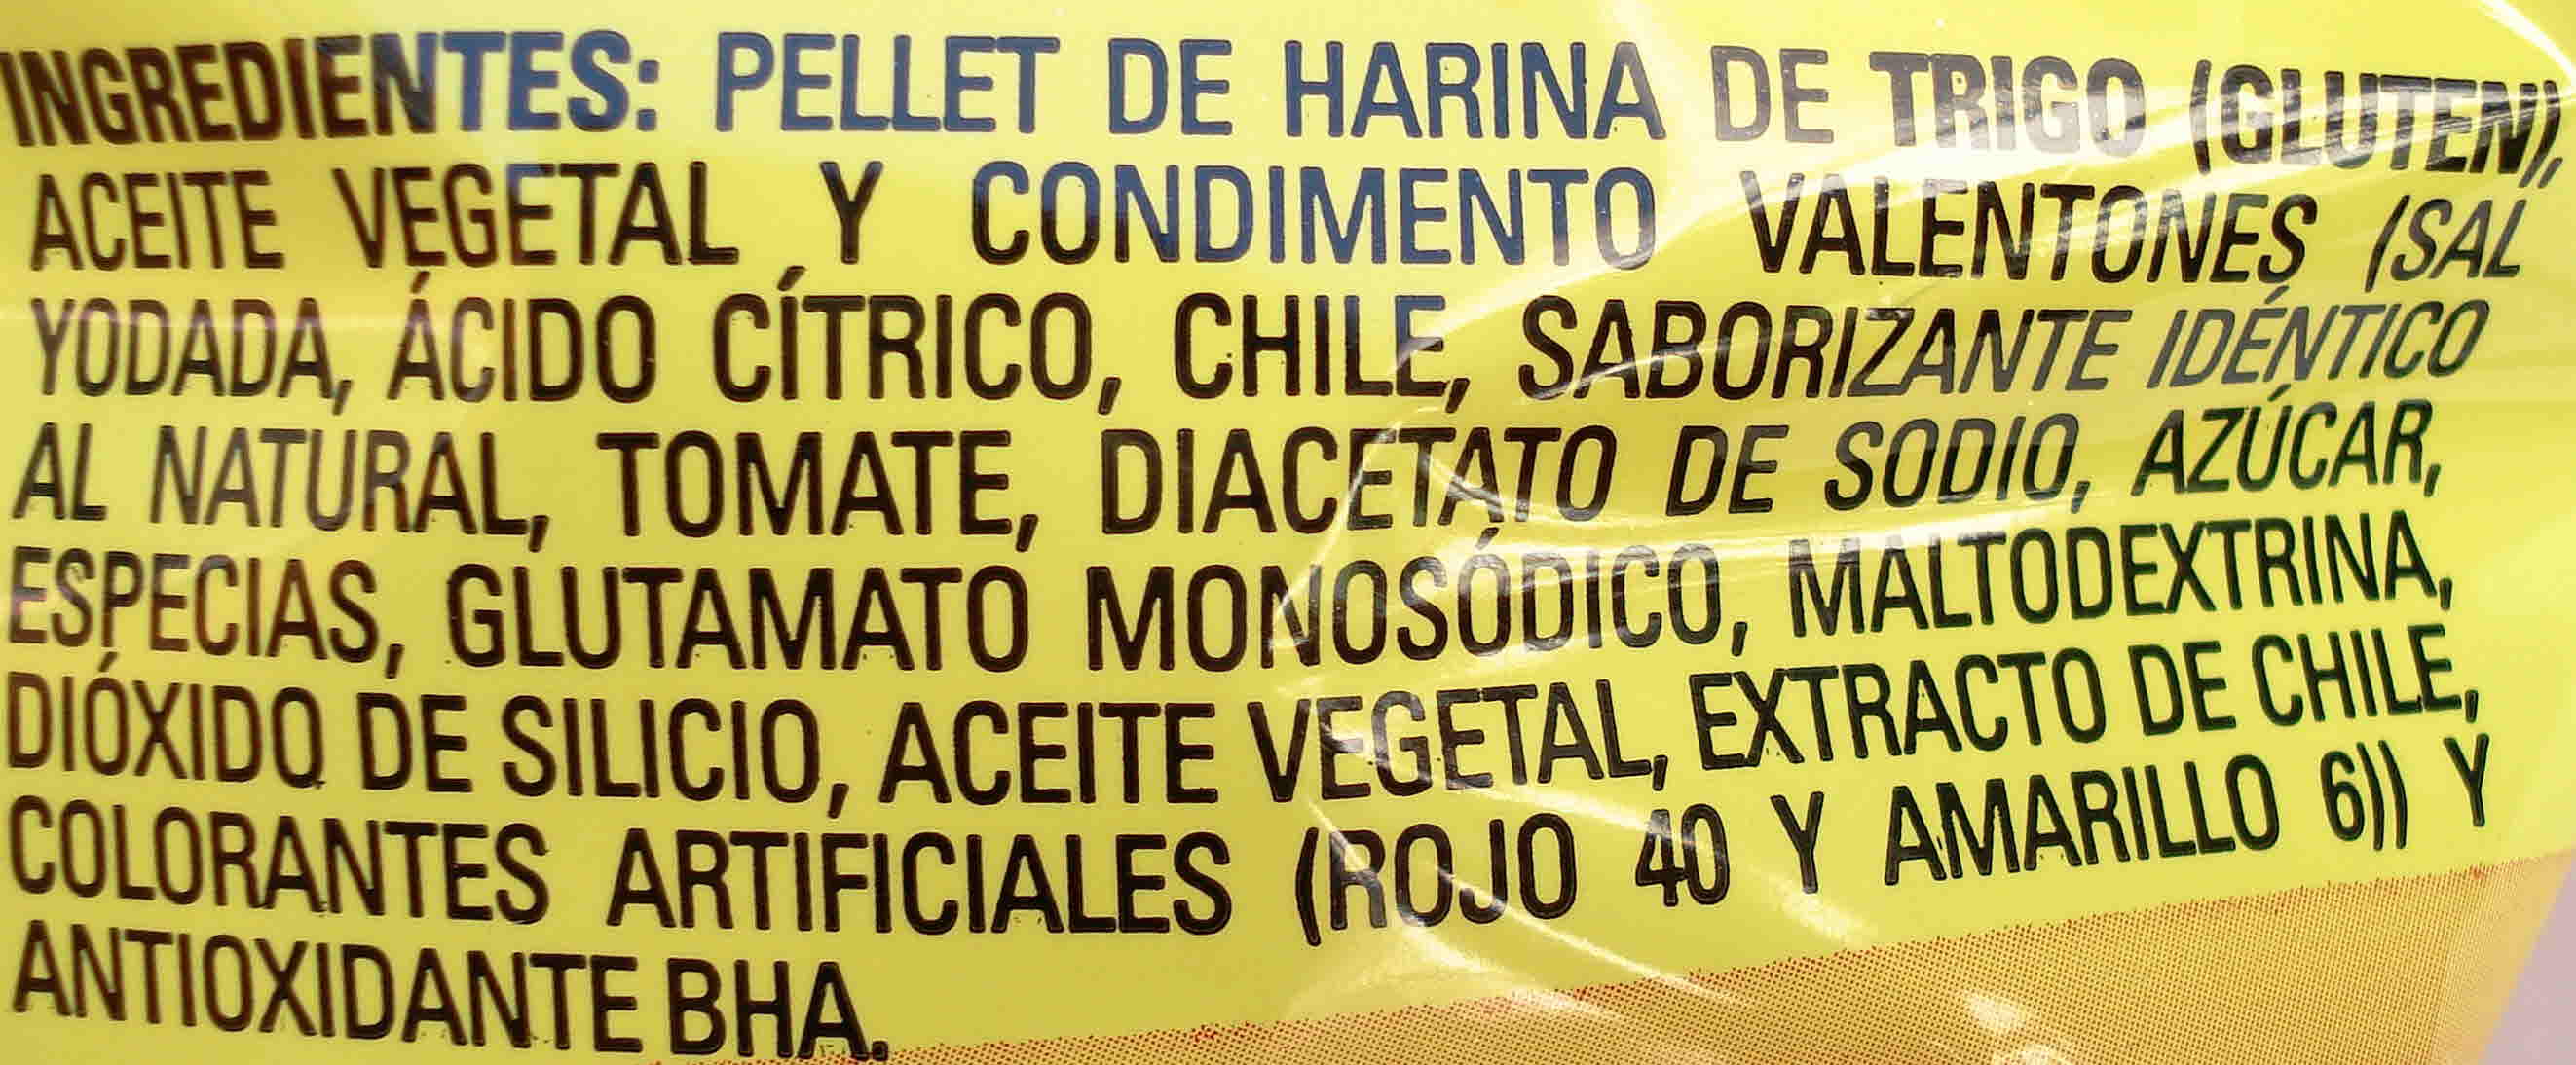 INGREDIENTES: PELLET DE HARINA DE TRIGO (GLUTEN),
ACEITE VEGETAL Y CONDIMENTO VALENTONES (SAL
YODADA, ÁCIDO CÍTRICO, CHILE, SABORIZANTE IDÉNTICO
AL NATURAL, TOMATE, DIACETATO DE SODIO, AZÚCAR,
ESPECIAS, GLUTAMATO MONOSÓDICO, MALTODEXTRINA,
DIÓXIDO DE SILICIO, ACEITE VEGETAL, EXTRACTO DE CHILE,
COLORANTES ARTIFICIALES (ROJO 40 Y AMARILLO 6)) Y
ANTIOXIDANTE BHA.